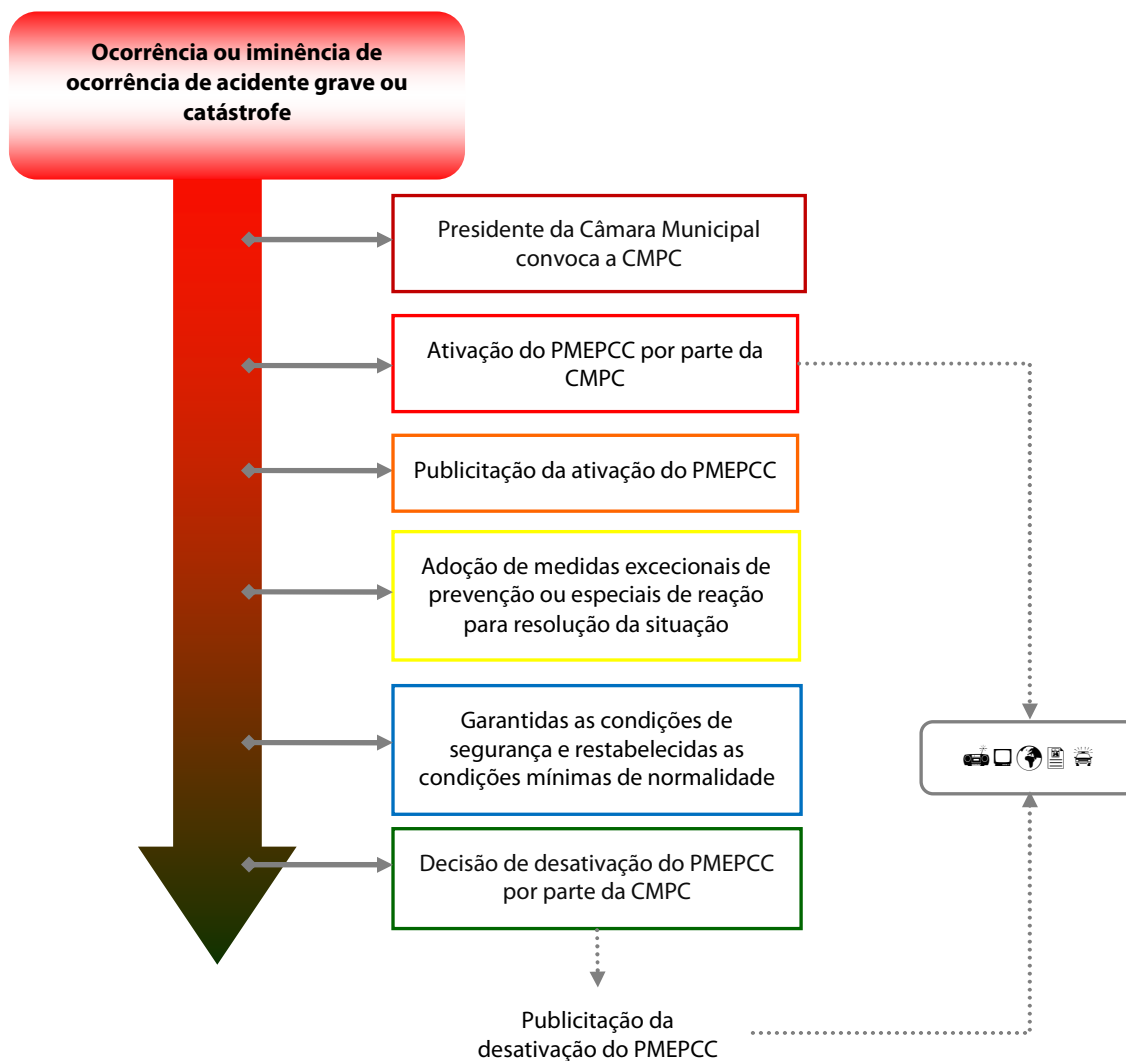 Ocorrência ou iminência de
ocorrência de acidente grave ou
catástrofe
Presidente da Câmara Municipal
convoca a CMPC
Ativação do PMEPCC por parte da
CMPC
Publicitação da ativação do PMEPCC
Adoção de medidas excecionais de
prevenção ou especiais de reação
para resolução da situação
Garantidas as condições de
segurança e restabelecidas as
condições mínimas de normalidade
Decisão de desativação do PMEPCC
por parte da CMPC
Publicitação da
desativação do PMEPCC